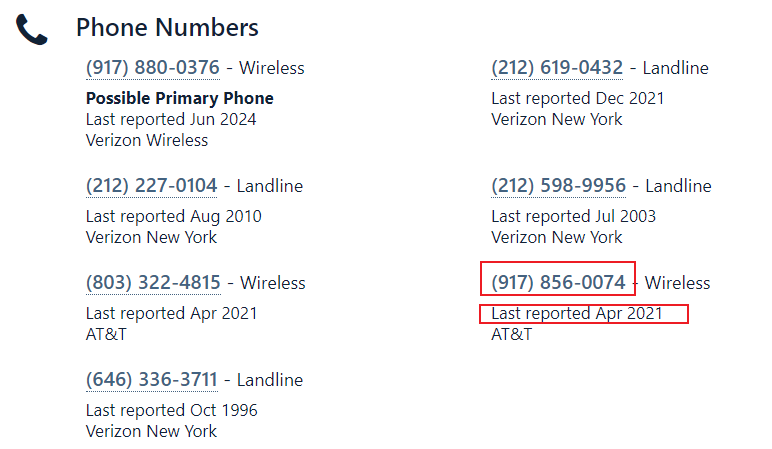 Phone Numbers
(917) 880-0376 - Wireless
Possible Primary Phone
Last reported Jun 2024
Verizon Wireless
(212) 619-0432 - Landline
Last reported Dec 2021
Verizon New York
(212) 227-0104 - Landline
Last reported Aug 2010
Verizon New York
(212) 598-9956 - Landline
Last reported Jul 2003
Verizon New York
(803) 322-4815 - Wireless
Last reported Apr 2021
AT&T
(917) 856-0074 - Wireless
Last reported Apr 2021
AT&T
(646) 336-3711 - Landline
Last reported Oct 1996
Verizon New York